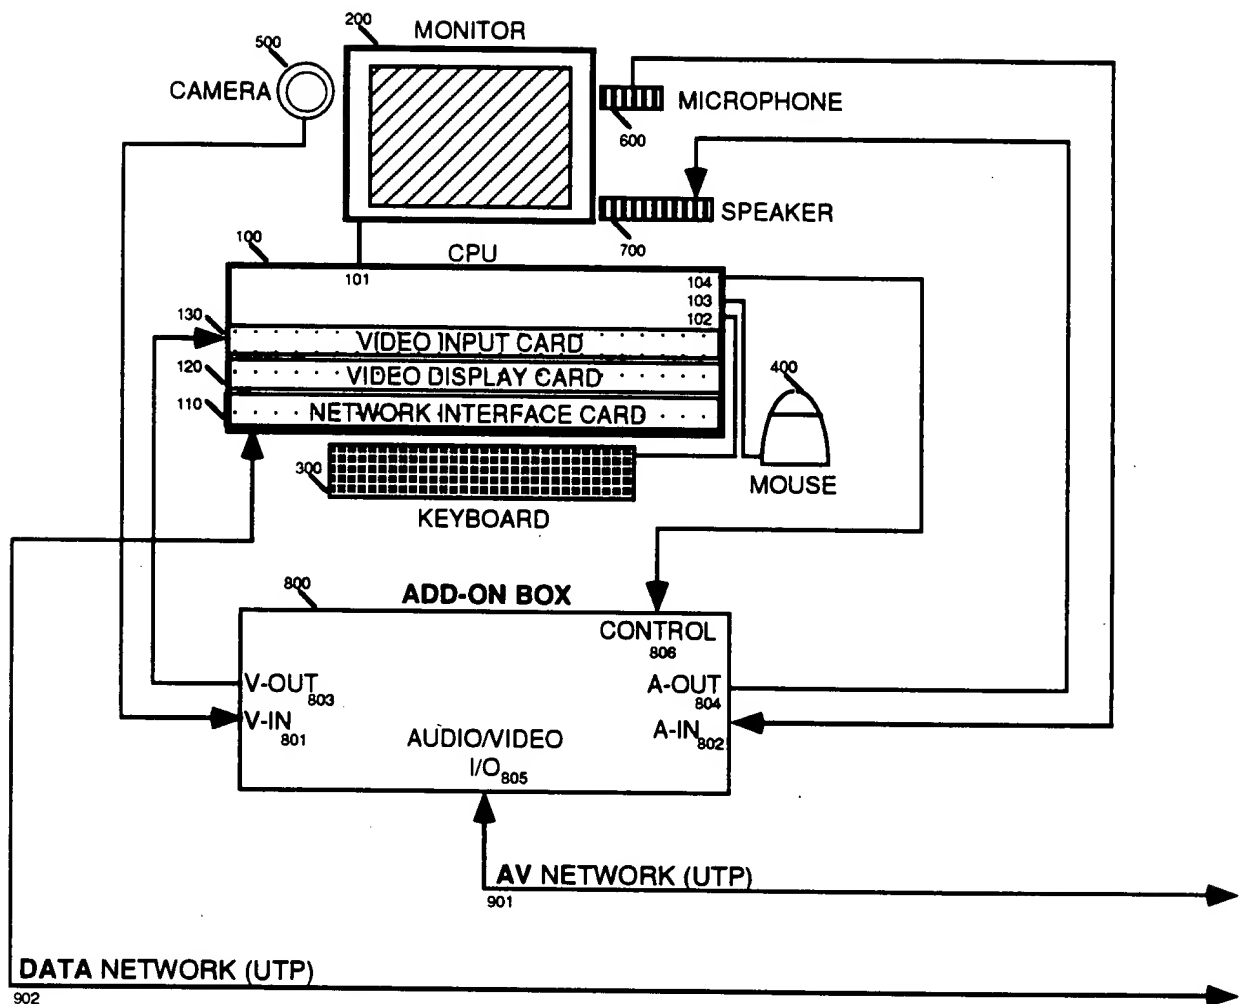 200
MONITOR
500
CAMERA
MICROPHONE
600
SPEAKER
700
100
CPU
101
104
103
102
130
VIDEO INPUT CARD
120
VIDEO DISPLAY CARD
110
NETWORK INTERFACE CARD
400
MOUSE
300
KEYBOARD
800
ADD-ON BOX
CONTROL
806
V-OUT 803
A-OUT
804
V-IN
801
A-IN 802
AUDIO/VIDEO
I/O 805
AV NETWORK (UTP)
901
DATA NETWORK (UTP)
902